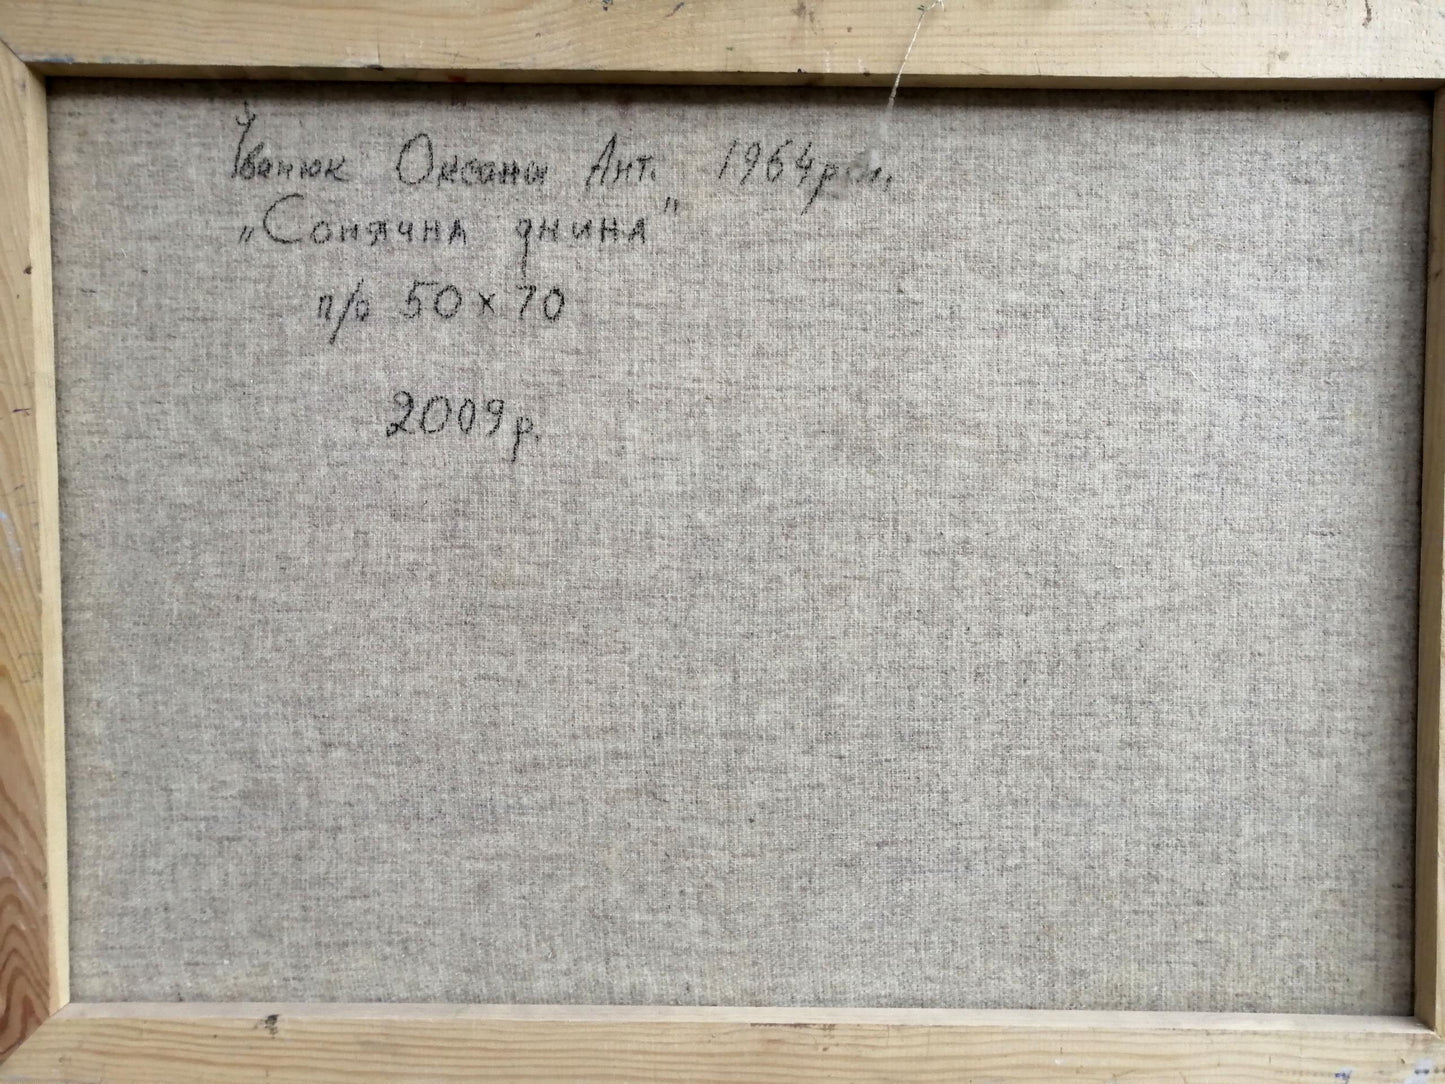 Іванюк Оксана Ант. 1964р.н.
„Сонячна днина"
п/о 50×70
2009р.